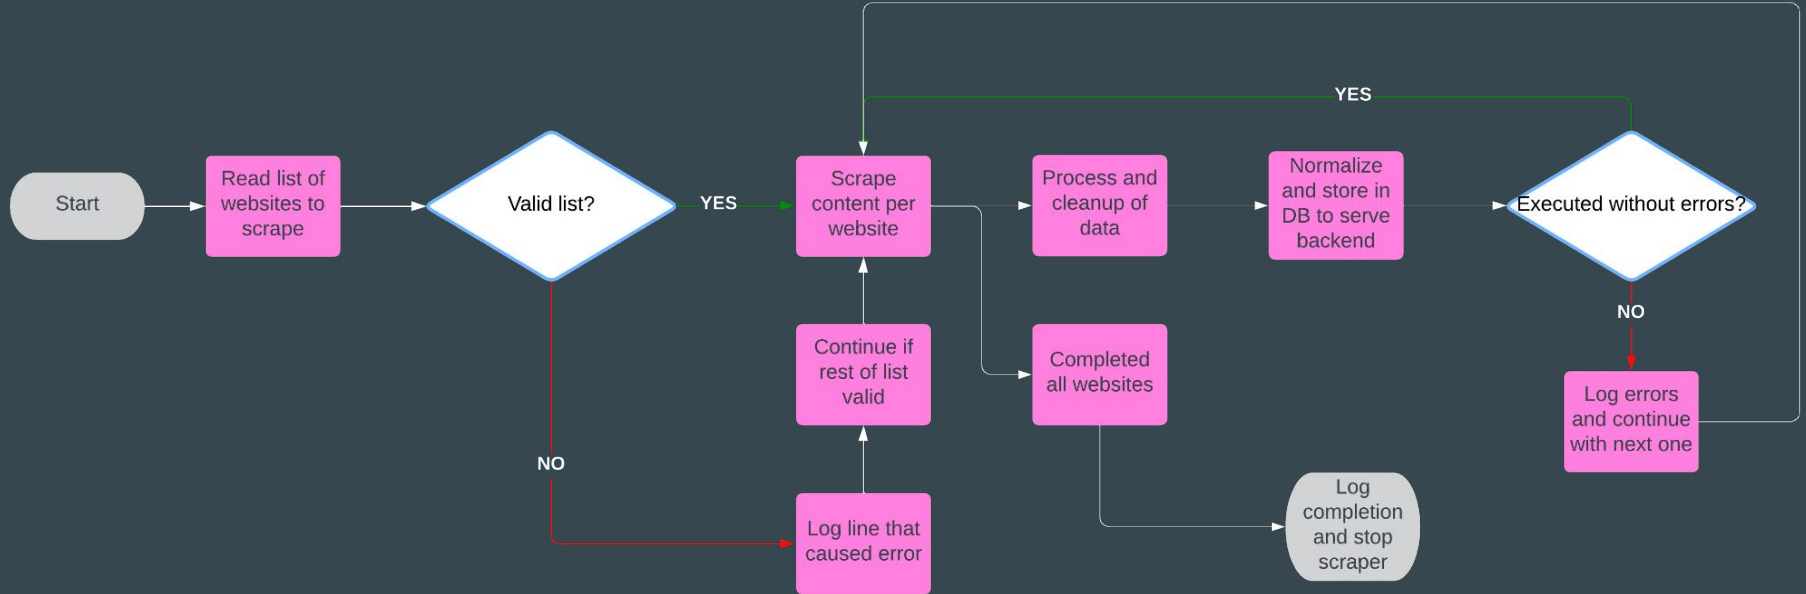 Start
Read list of
websites to
scrape
Valid list?
YES
NO
Scrape
content per
website
Continue if
rest of list
valid
Log line that
caused error
Process and
cleanup of
data
Completed
all websites
Normalize
and store in
DB to serve
backend
Log
completion
and stop
scraper
YES
Executed without errors?
NO
Log errors
and continue
with next one